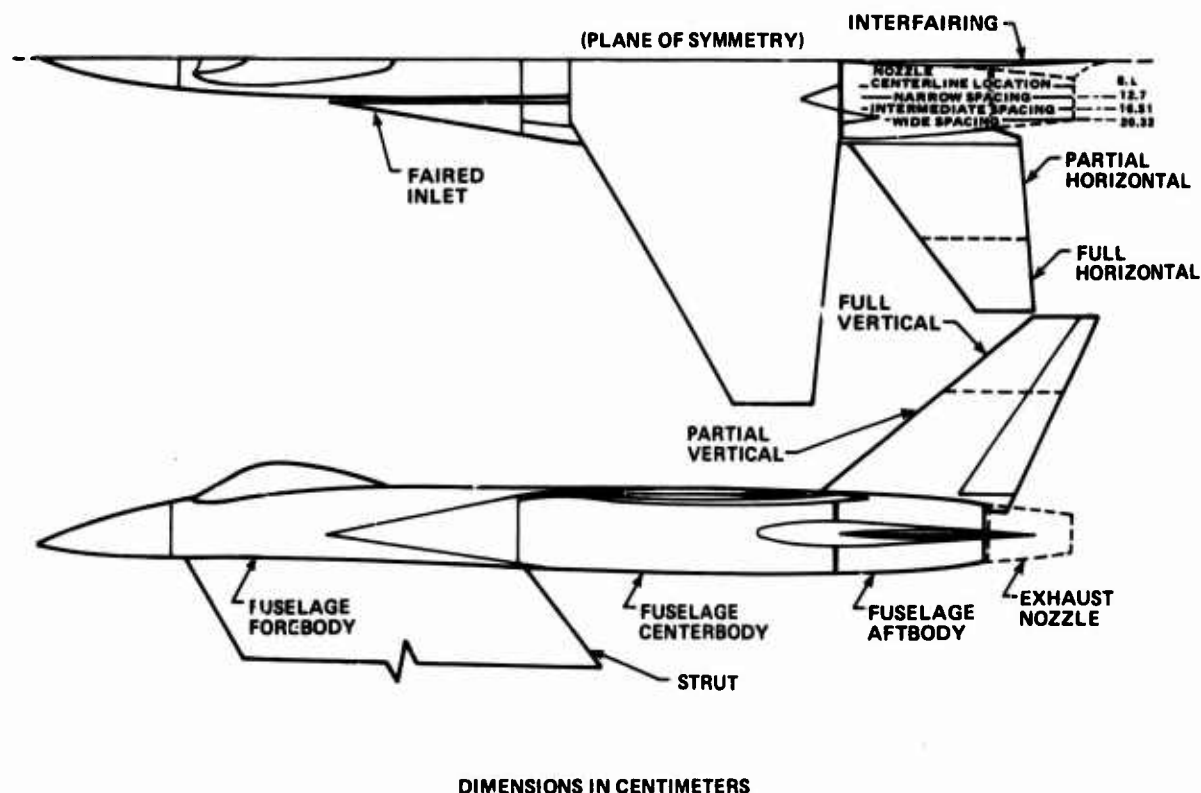 INTERFAIRING
(PLANE OF SYMMETRY)
NOZZLE
CENTERLINE LOCATION
B.L
NARROW SPACING
12.7
INTERMEDIATE SPACING
16.51
WIDE SPACING
20.32
FAIRED
INLET
PARTIAL
HORIZONTAL
FULL
HORIZONTAL
FULL
VERTICAL
PARTIAL
VERTICAL
FUSELAGE
FOREBODY
FUSELAGE
CENTERBODY
FUSELAGE
AFTBODY
EXHAUST
NOZZLE
STRUT
DIMENSIONS IN CENTIMETERS